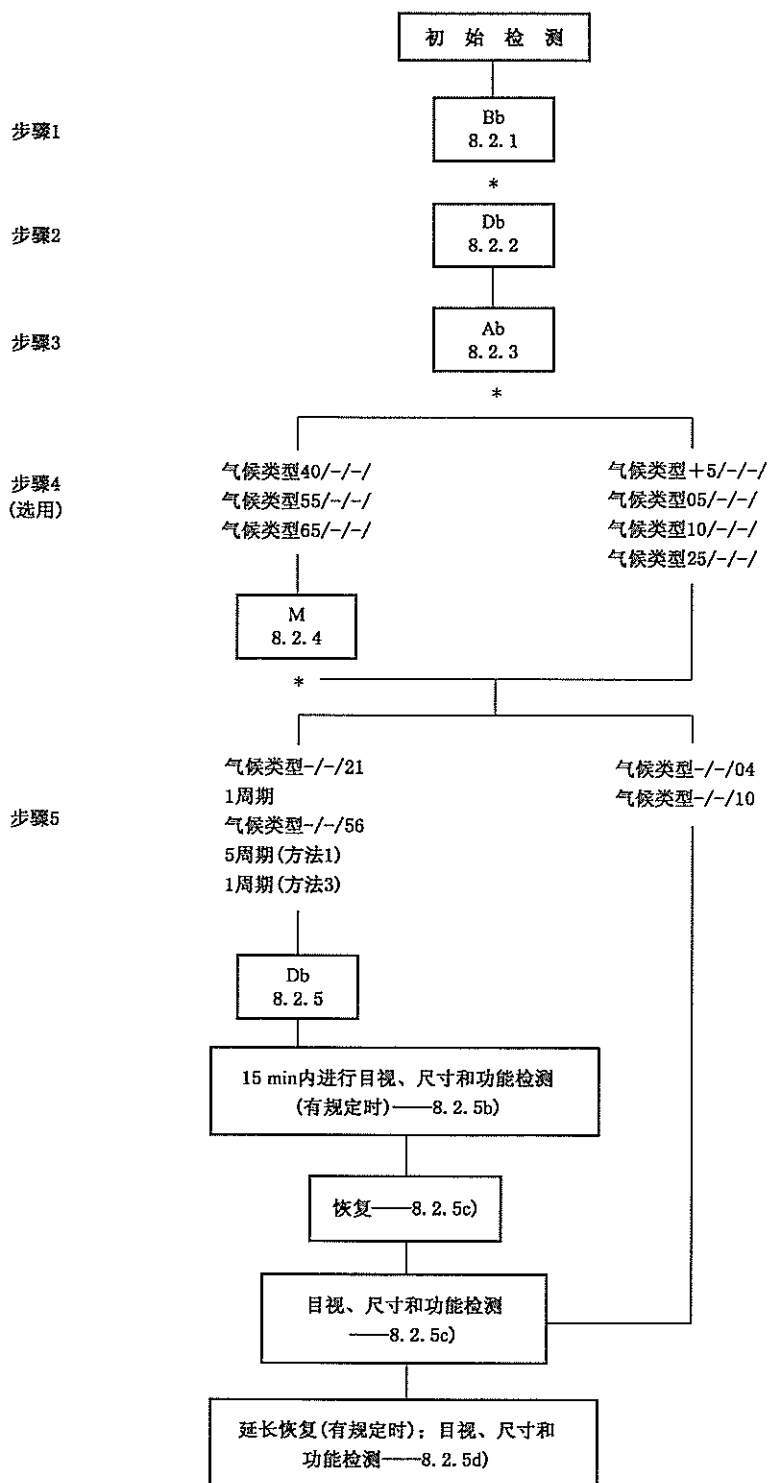 初 始 检 测
步骤1
Bb
8.2.1
*
步骤2
Db
8.2.2
步骤3
Ab
8.2.3
*
步骤4
(选用)
气候类型40/-/-/
气候类型55/-/-/
气候类型65/-/-/
气候类型+5/-/-/
气候类型05/-/-/
气候类型10/-/-/
气候类型25/-/-/
M
8.2.4
*
步骤5
气候类型-/-/21
1周期
气候类型-/-/56
5周期(方法1)
1周期(方法3)
气候类型-/-/04
气候类型-/-/10
Db
8.2.5
15 min内进行目视、尺寸和功能检测
(有规定时)——8.2.5b)
恢复——8.2.5c)
目视、尺寸和功能检测
——8.2.5c)
延长恢复(有规定时)；目视、尺寸和
功能检测——8.2.5d)